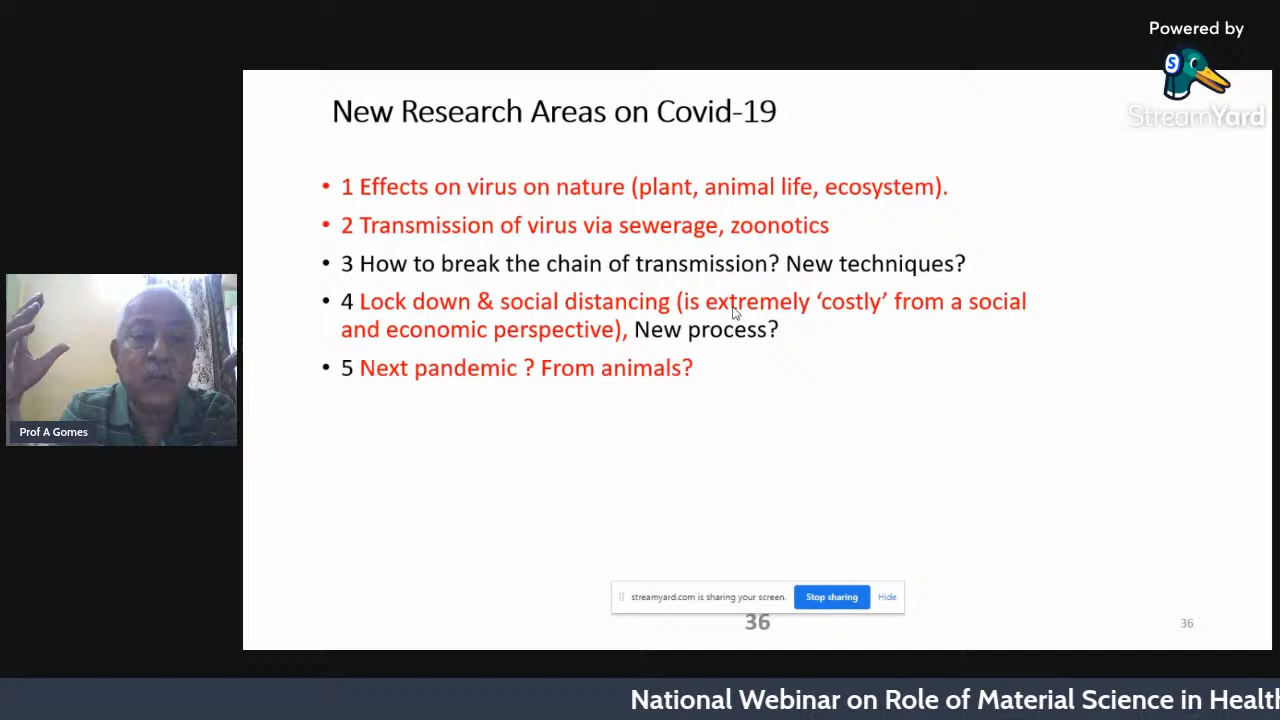 Powered by
S
StreamYard
New Research Areas on Covid-19
• 1 Effects on virus on nature (plant, animal life, ecosystem).
• 2 Transmission of virus via sewerage, zoonotics
• 3 How to break the chain of transmission? New techniques?
• 4 Lock down & social distancing (is extremely ‘costly’ from a social
and economic perspective), New process?
• 5 Next pandemic ? From animals?
Prof A Gomes
streamyard.com is sharing your screen. Stop sharing Hide
36
36
National Webinar on Role of Material Science in Healt